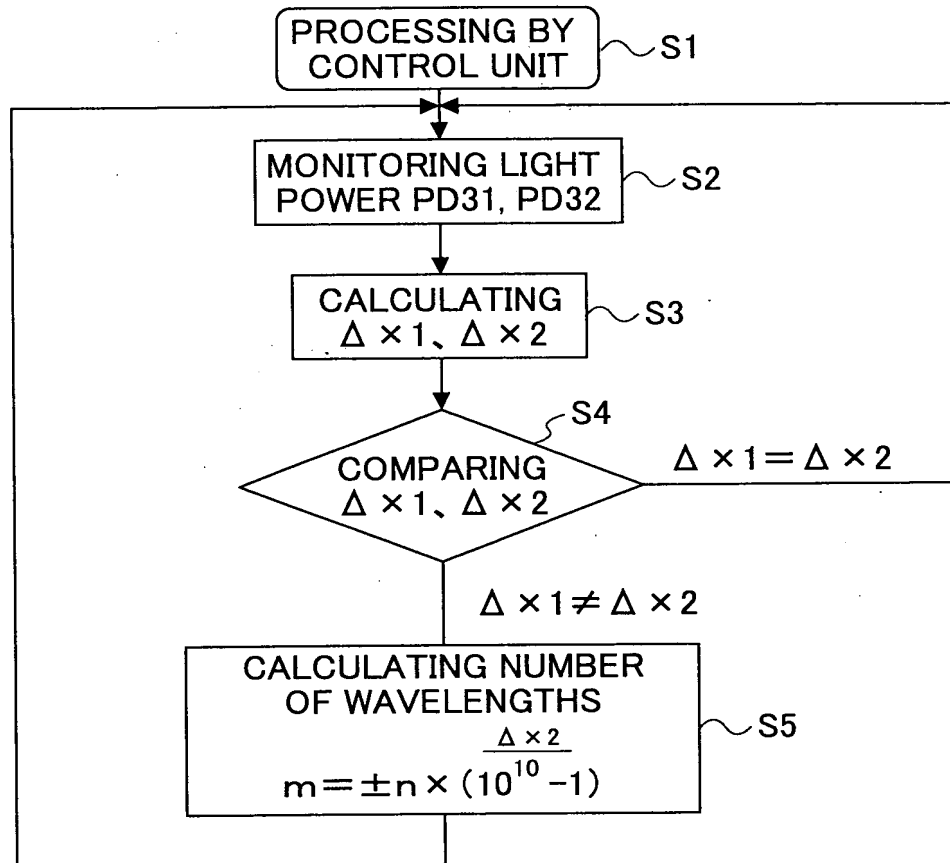 PROCESSING BY
CONTROL UNIT
S1
MONITORING LIGHT
POWER PD31, PD32
S2
CALCULATING
Δ×1、Δ×2
S3
S4
COMPARING
Δ×1、Δ×2
Δ×1=Δ×2
Δ×1≠Δ×2
CALCULATING NUMBER
OF WAVELENGTHS
Δ×2
m=±n×(10^10 -1)
S5